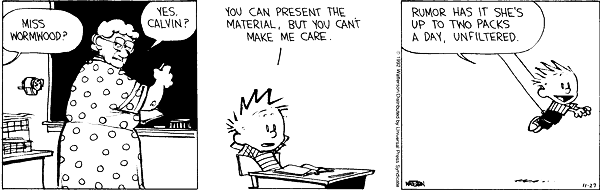 MISS
WORMWOOD?
YES,
CALVIN?
YOU CAN PRESENT THE
MATERIAL, BUT YOU CAN'T
MAKE ME CARE.
RUMOR HAS IT SHE'S
UP TO TWO PACKS
A DAY, UNFILTERED.
© 1992 Watterson/Distributed by Universal Press Syndicate
WATTERSON
11-27